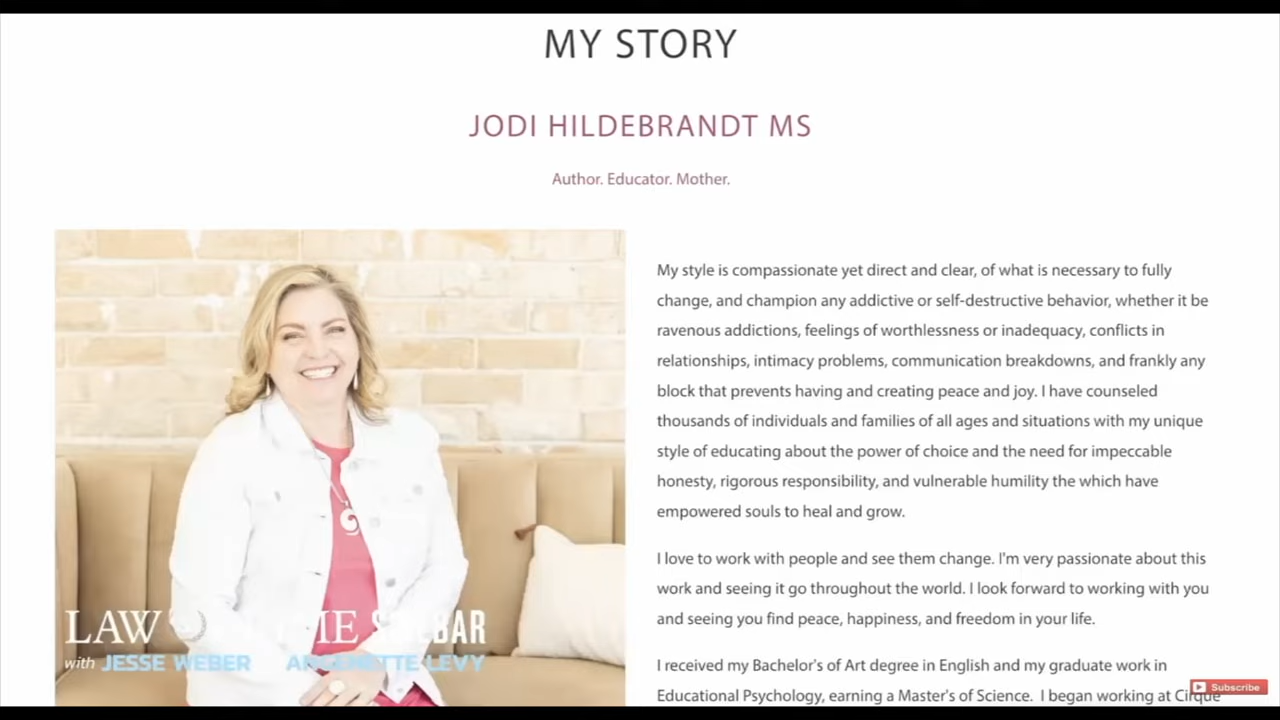 MY STORY
JODI HILDEBRANDT MS
Author. Educator. Mother.
My style is compassionate yet direct and clear, of what is necessary to fully
change, and champion any addictive or self-destructive behavior, whether it be
ravenous addictions, feelings of worthlessness or inadequacy, conflicts in
relationships, intimacy problems, communication breakdowns, and frankly any
block that prevents having and creating peace and joy. I have counseled
thousands of individuals and families of all ages and situations with my unique
style of educating about the power of choice and the need for impeccable
honesty, rigorous responsibility, and vulnerable humility the which have
empowered souls to heal and grow.
I love to work with people and see them change. I'm very passionate about this
work and seeing it go throughout the world. I look forward to working with you
and seeing you find peace, happiness, and freedom in your life.
I received my Bachelor's of Art degree in English and my graduate work in
Educational Psychology, earning a Master's of Science. I began working at Cirque
LAW
with JESSE WEBER LEVY
Subscribe